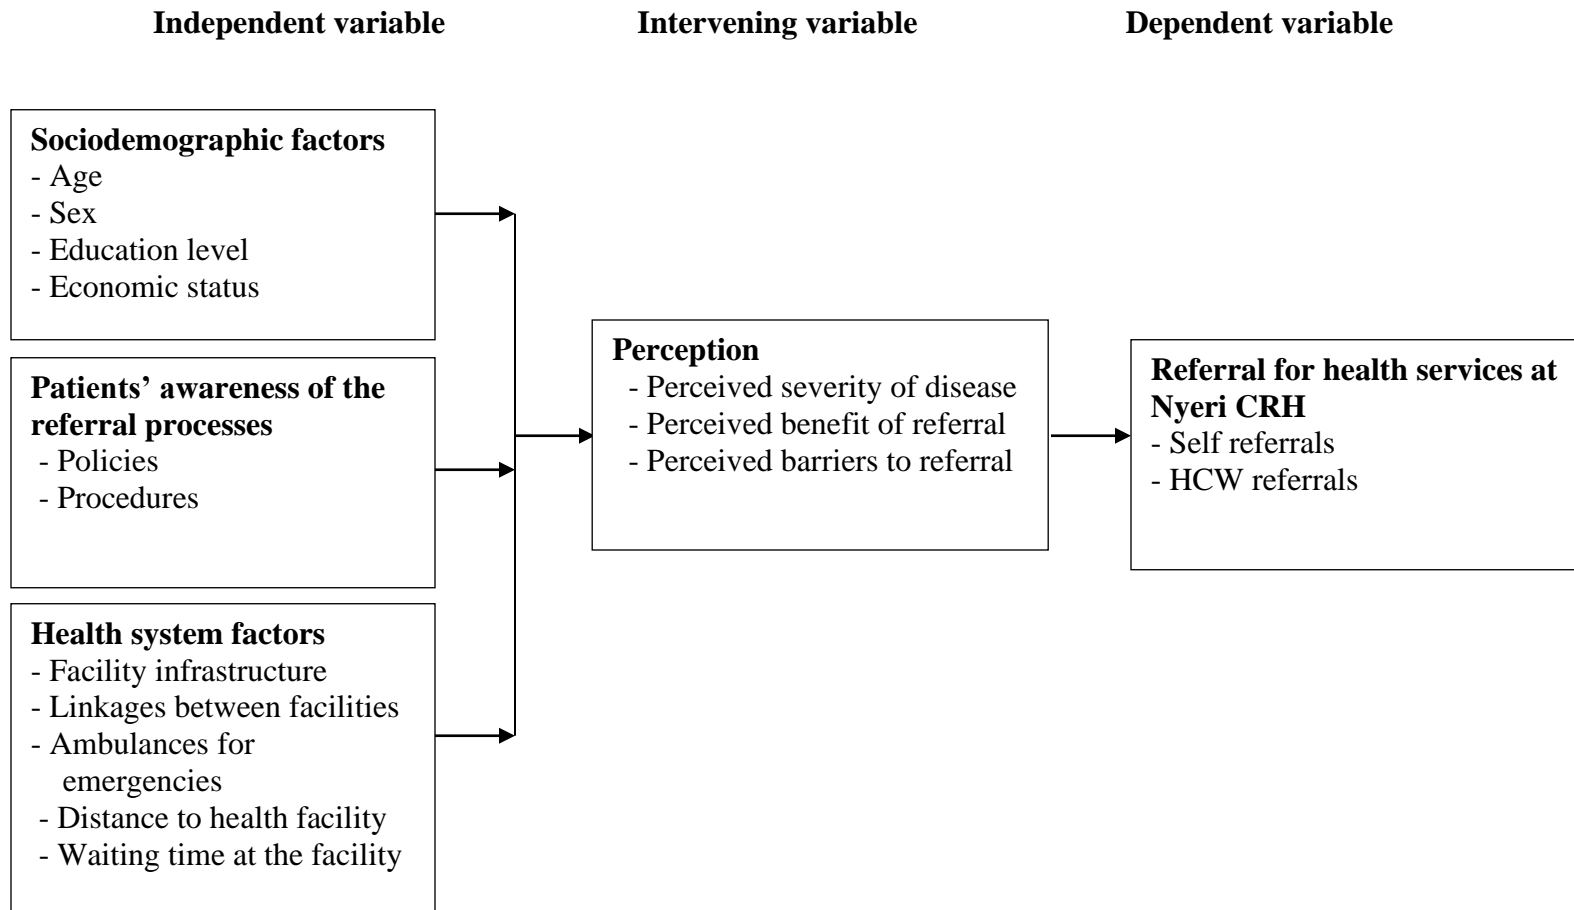 Independent variable
Intervening variable
Dependent variable
Sociodemographic factors
- Age
- Sex
- Education level
- Economic status
Patients’ awareness of the
referral processes
- Policies
- Procedures
Health system factors
- Facility infrastructure
- Linkages between facilities
- Ambulances for
emergencies
- Distance to health facility
- Waiting time at the facility
Perception
- Perceived severity of disease
- Perceived benefit of referral
- Perceived barriers to referral
Referral for health services at
Nyeri CRH
- Self referrals
- HCW referrals